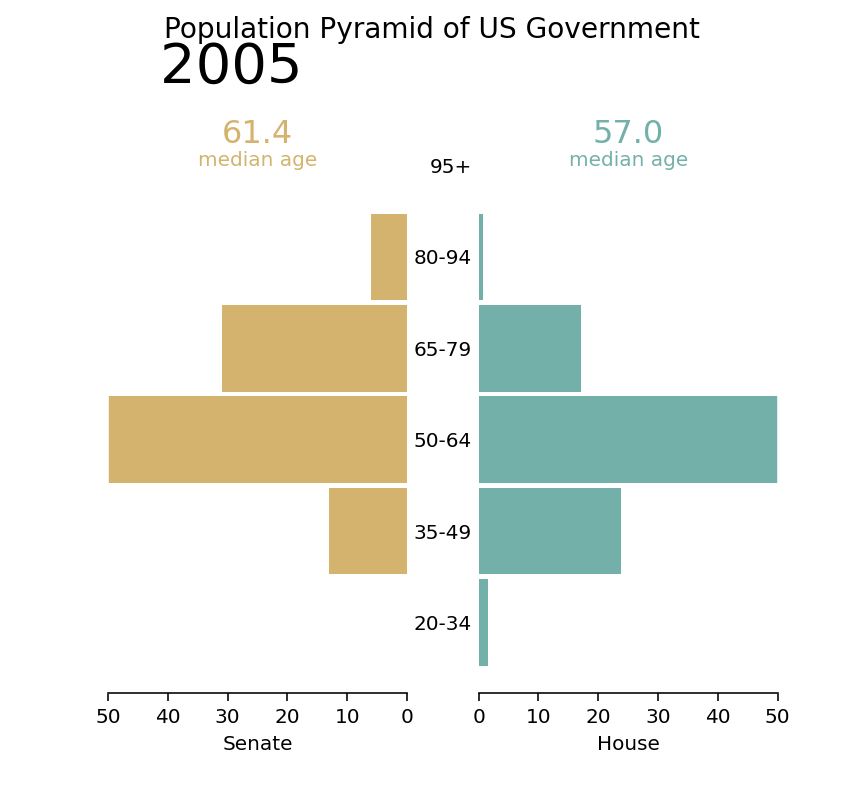 Population Pyramid of US Government
2005
61.4
median age
57.0
median age
95+
80-94
65-79
50-64
35-49
20-34
50 40 30 20 10 0
Senate
0 10 20 30 40 50
House